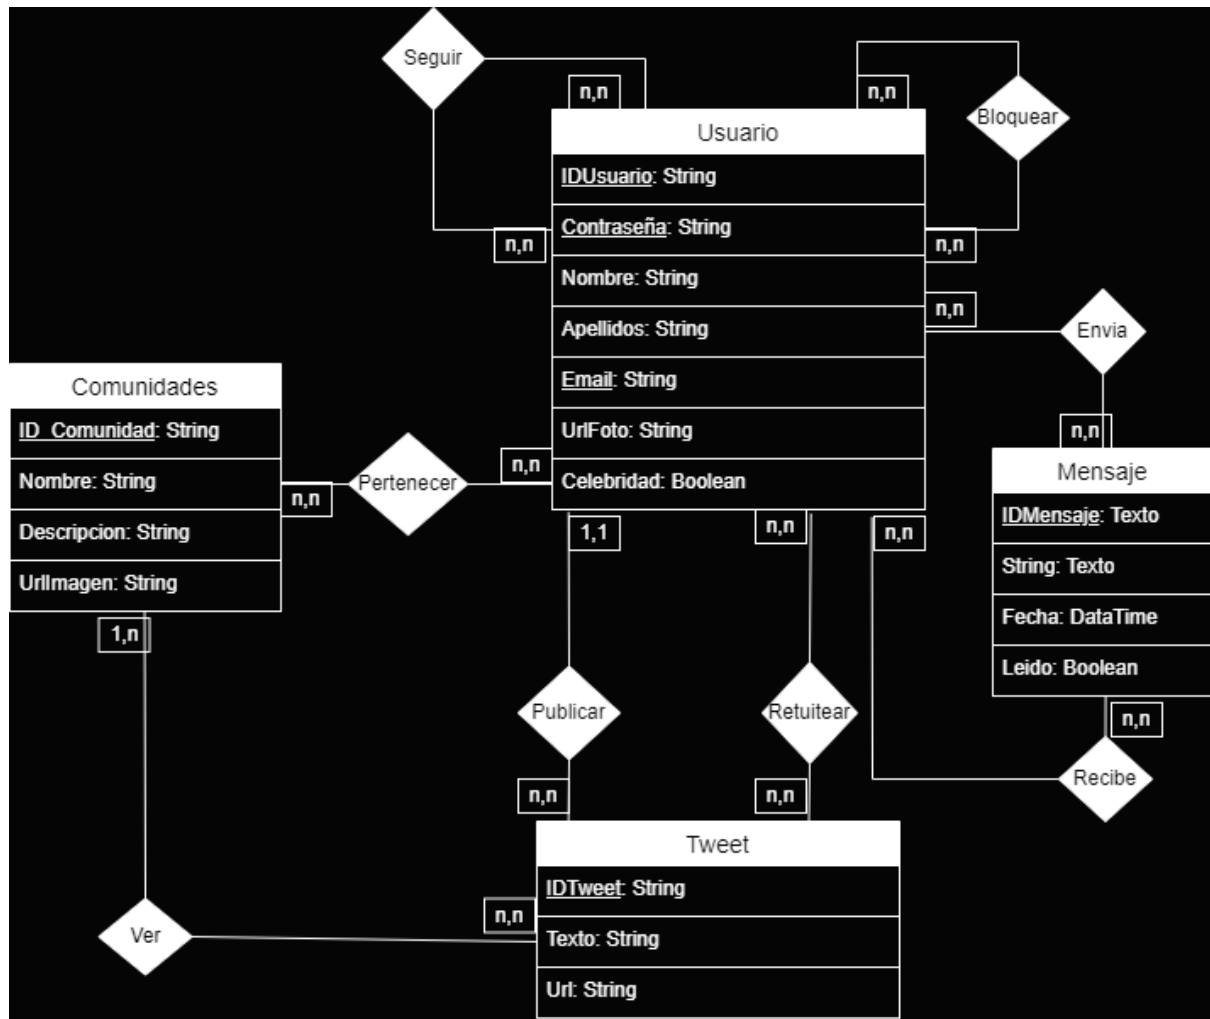 Seguir
n,n
n,n
Bloquear
Usuario
IDUsuario: String
Contraseña: String
n,n
n,n
Nombre: String
n,n
Apellidos: String
Envia
Email: String
UrlFoto: String
n,n
Celebridad: Boolean
Comunidades
ID_Comunidad: String
Nombre: String
Descripcion: String
UrlImagen: String
n,n
Pertenecer
n,n
Mensaje
IDMensaje: Texto
String: Texto
Fecha: DataTime
Leido: Boolean
1,1
n,n
n,n
1,n
Publicar
Retuitear
n,n
Recibe
n,n
n,n
Tweet
IDTweet: String
Texto: String
Url: String
n,n
Ver